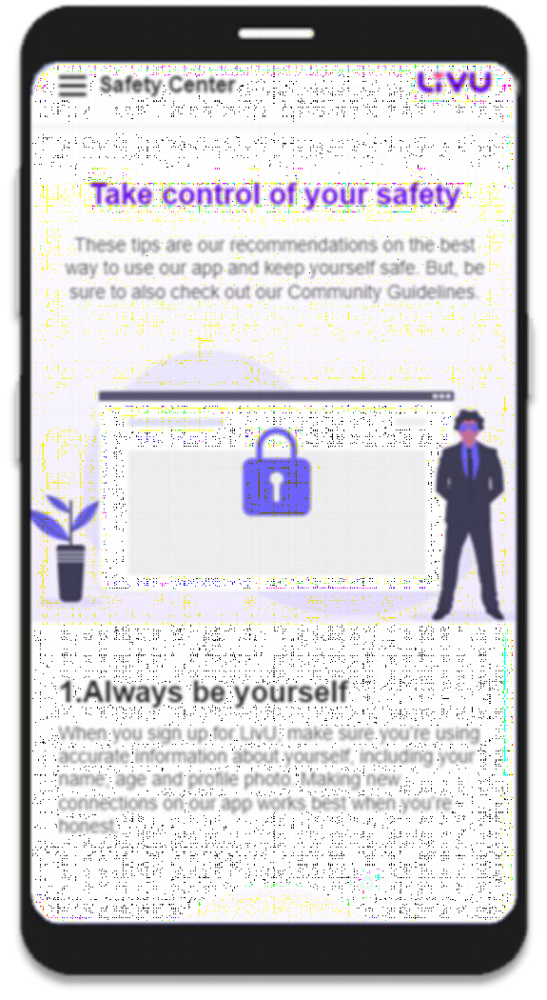 Safety Center
LIVU
Take control of your safety
These tips are our recommendations on the best
way to use our app and keep yourself safe. But, be
sure to also check out our Community Guidelines.
1.Always be yourself
When you sign up for LivU, make sure you're using
accurate information about yourself, including your
name, age and profile photo. Making new
connections on our app works best when you're
honest.